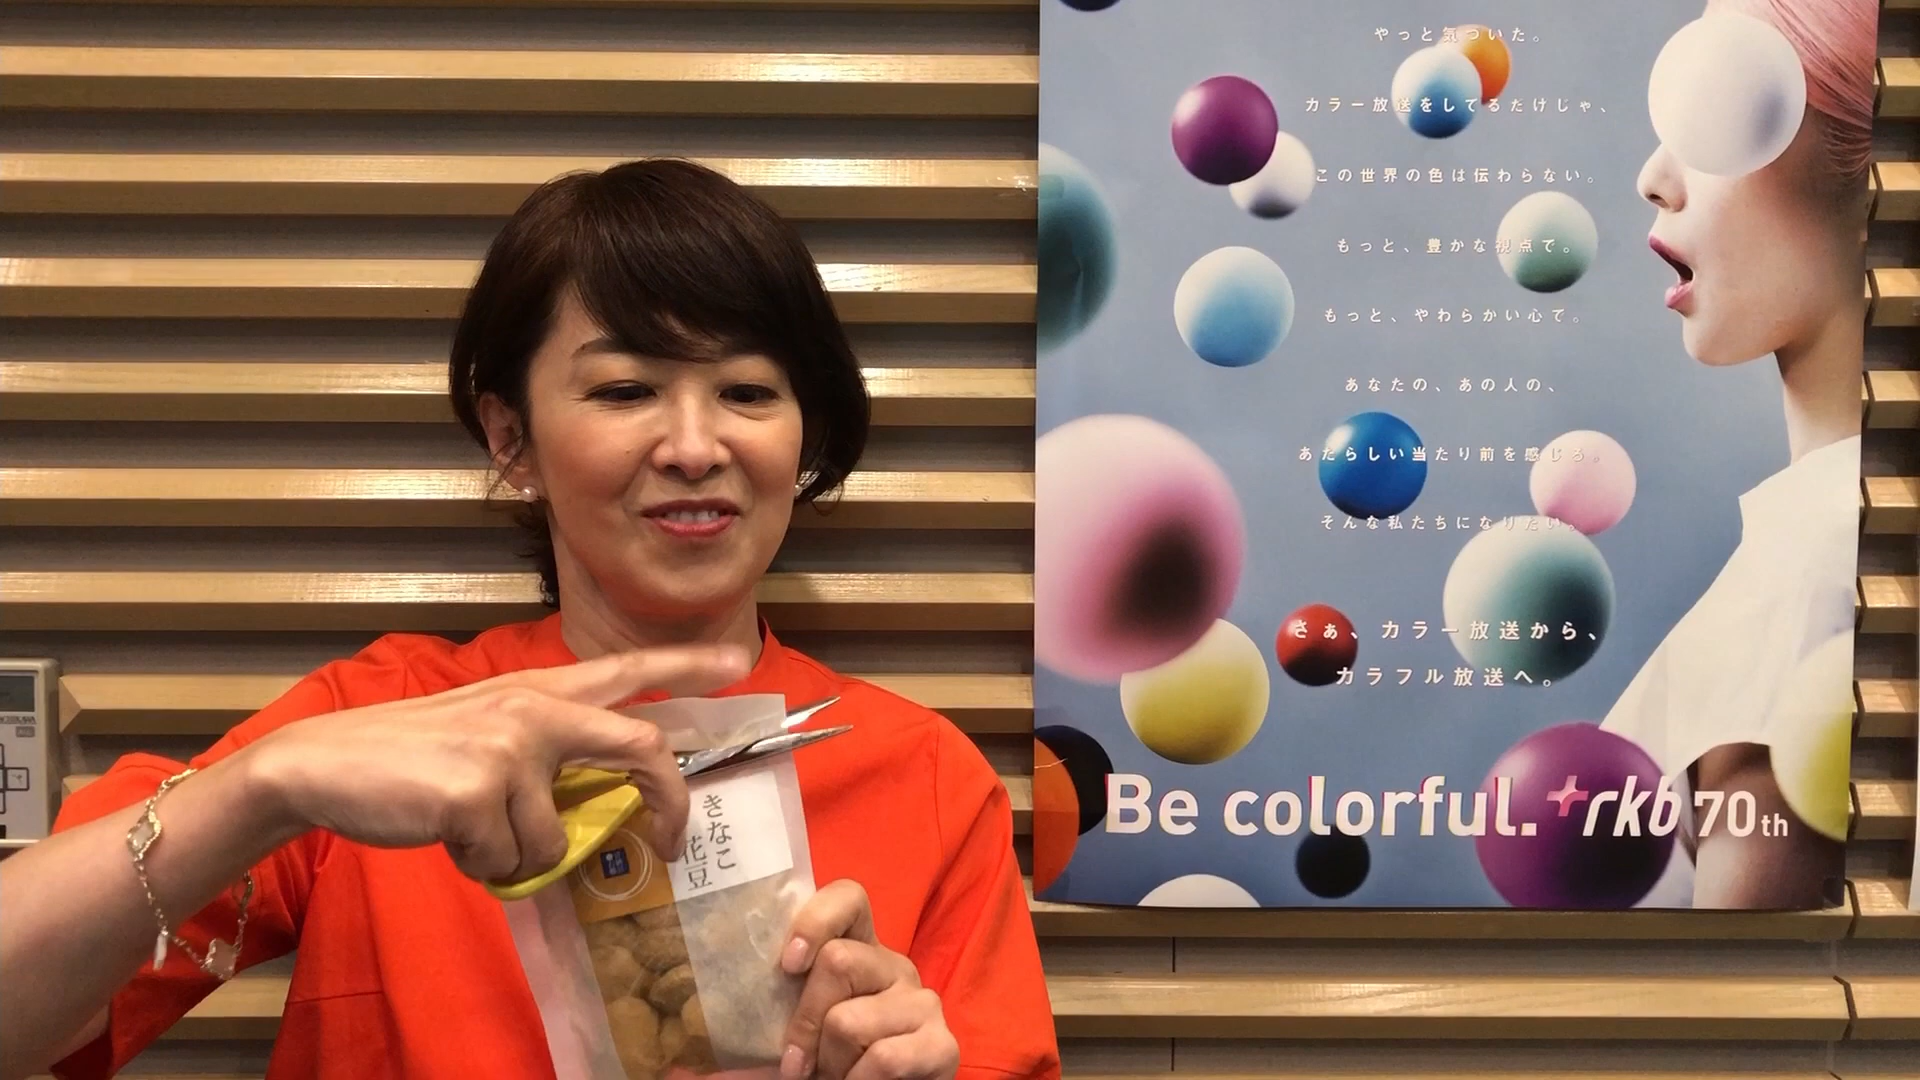 やっと気づいた。
カラー放送をしてるだけじゃ、
この世界の色は伝わらない。
もっと、豊かな視点で。
もっと、やわらかい心で。
あなたの、あの人の、
あたらしい当たり前を感じる。
そんな私たちになりたい。
さぁ、カラー放送から、
カラフル放送へ。
Be colorful. rkb 70th
きなこ
花豆